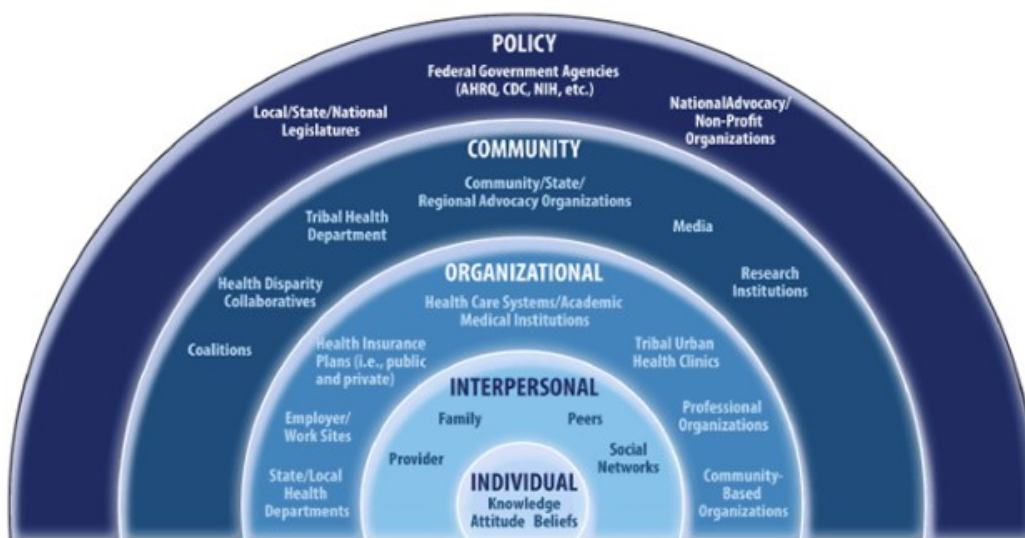 POLICY
Federal Government Agencies
(AHRQ, CDC, NIH, etc.)
Local/State/National
Legislatures
NationalAdvocacy/
Non-Profit
Organizations
COMMUNITY
Community/State/
Regional Advocacy Organizations
Tribal Health
Department
Media
Health Disparity
Collaboratives
Research
Institutions
Coalitions
ORGANIZATIONAL
Health Care Systems/Academic
Medical Institutions
Health Insurance
Plans (i.e., public
and private)
Tribal Urban
Health Clinics
Employer/
Work Sites
Professional
Organizations
State/Local
Health
Departments
Community-
Based
Organizations
INTERPERSONAL
Family
Peers
Provider
Social
Networks
INDIVIDUAL
Knowledge
Attitude Beliefs